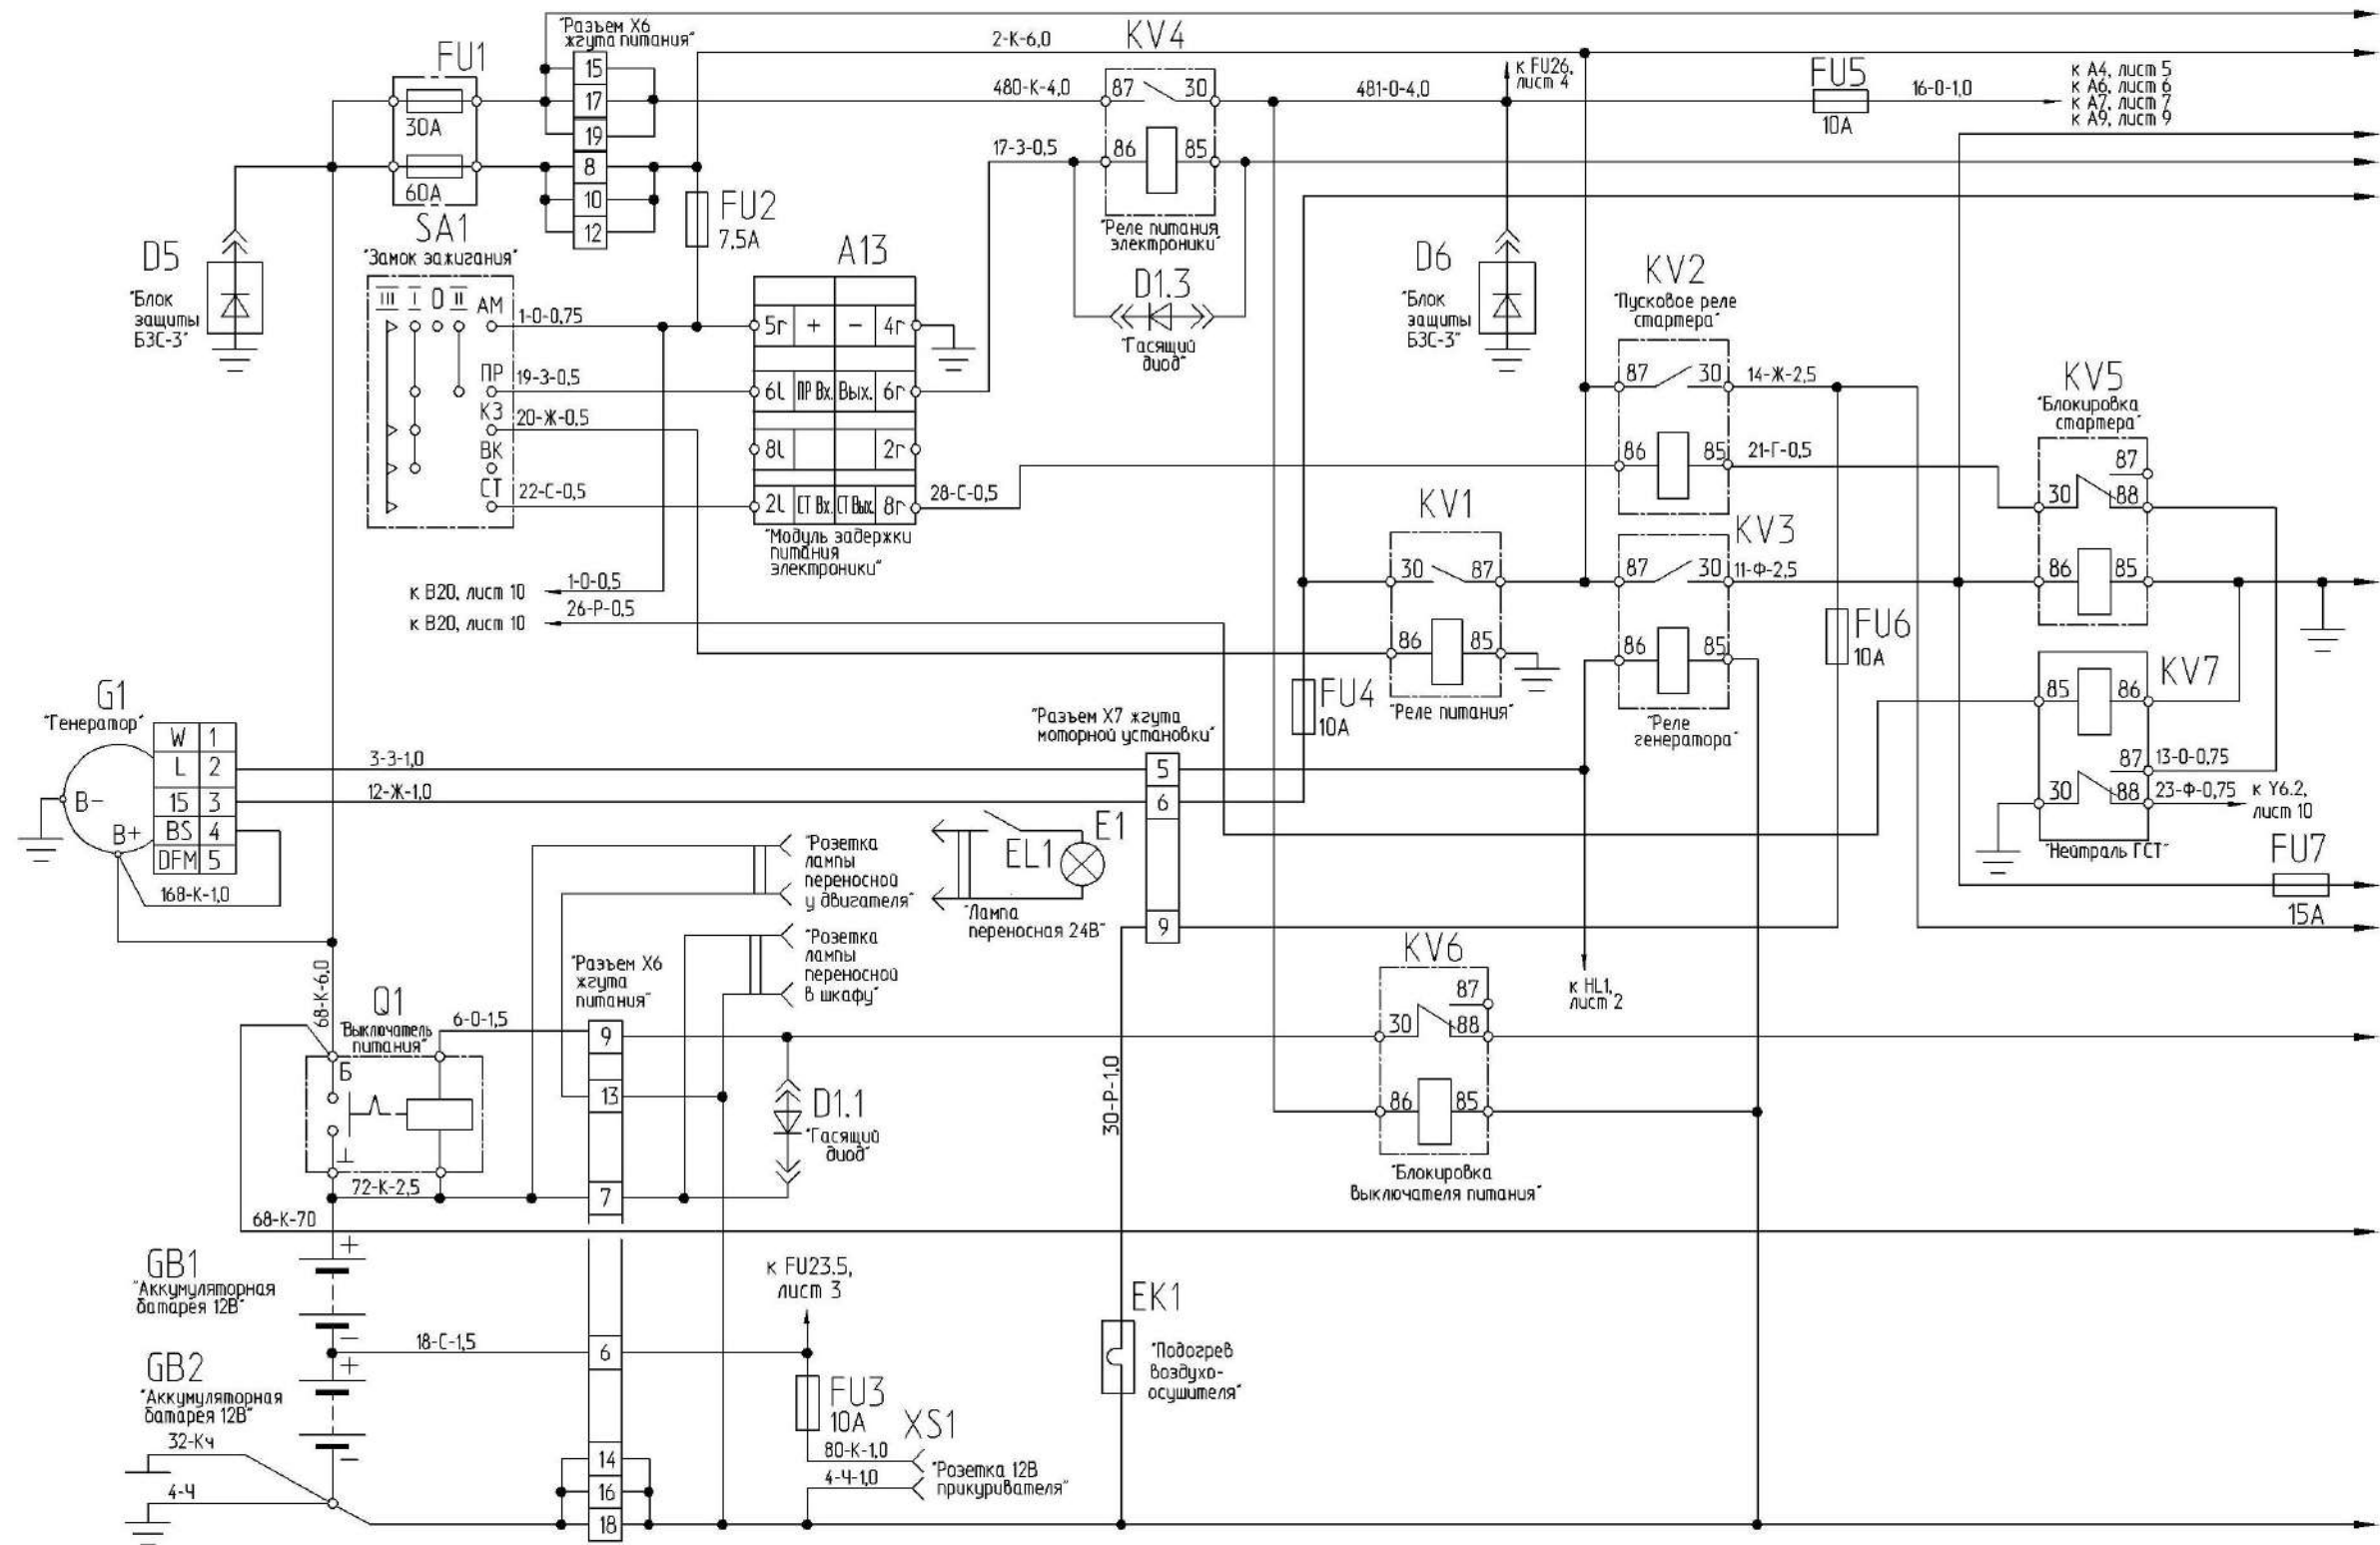 "Разъем X6
жгута питания"
FU1
30А
60А
15
17
19
8
10
12
2-К-6,0
KV4
480-К-4,0
87
30
481-О-4,0
к FU26,
лист 4
FU5
10А
16-О-1,0
к А4, лист 5
к А6, лист 6
к А7, лист 7
к А9, лист 9
17-З-0,5
86
85
"Реле питания
электроники"
D1.3
"Гасящий
диод"
FU2
7,5А
D5
"Блок
защиты
БЗС-3"
SA1
"Замок зажигания"
III I 0 II АМ
ПР
КЗ
ВК
СТ
1-О-0,75
19-З-0,5
20-Ж-0,5
22-С-0,5
А13
5г + - 4г
6l ПР Вх. Вых. 6г
8l 2г
2l СТ Вх. СТ Вых. 8г
"Модуль задержки
питания
электроники"
28-С-0,5
D6
"Блок
защиты
БЗС-3"
KV2
"Пусковое реле
стартера"
87
30
14-Ж-2,5
86
85
21-Г-0,5
KV5
"Блокировка
стартера"
87
30
88
86
85
KV1
30
87
86
85
"Реле питания"
KV3
87
30
11-Ф-2,5
86
85
"Реле
генератора"
FU6
10А
к В20, лист 10
1-О-0,5
к В20, лист 10
26-Р-0,5
FU4
10А
KV7
85
86
87
13-О-0,75
30
88
23-Ф-0,75
к Y6.2,
лист 10
"Нейтраль ГСТ"
FU7
15А
G1
"Генератор"
W 1
L 2
15 3
BS 4
DFM 5
В-
В+
3-З-1,0
12-Ж-1,0
168-К-1,0
"Разъем X7 жгута
моторной установки"
5
6
9
"Розетка
лампы
переносной
у двигателя"
"Розетка
лампы
переносной
в шкафу"
E1
EL1
"Лампа
переносная 24В"
68-К-6,0
Q1
"Выключатель
питания"
Б
6-О-1,5
"Разъем X6
жгута
питания"
9
13
7
D1.1
"Гасящий
диод"
72-К-2,5
68-К-70
KV6
87
30
88
86
85
"Блокировка
выключателя питания"
к HL1,
лист 2
30-Р-1,0
GB1
"Аккумуляторная
батарея 12В"
+
-
GB2
"Аккумуляторная
батарея 12В"
+
-
18-С-1,5
6
к FU23.5,
лист 3
FU3
10А
XS1
80-К-1,0
4-Ч-1,0
"Розетка 12В
прикуривателя"
EK1
"Подогрев
воздухо-
осушителя"
32-Кч
4-Ч
14
16
18